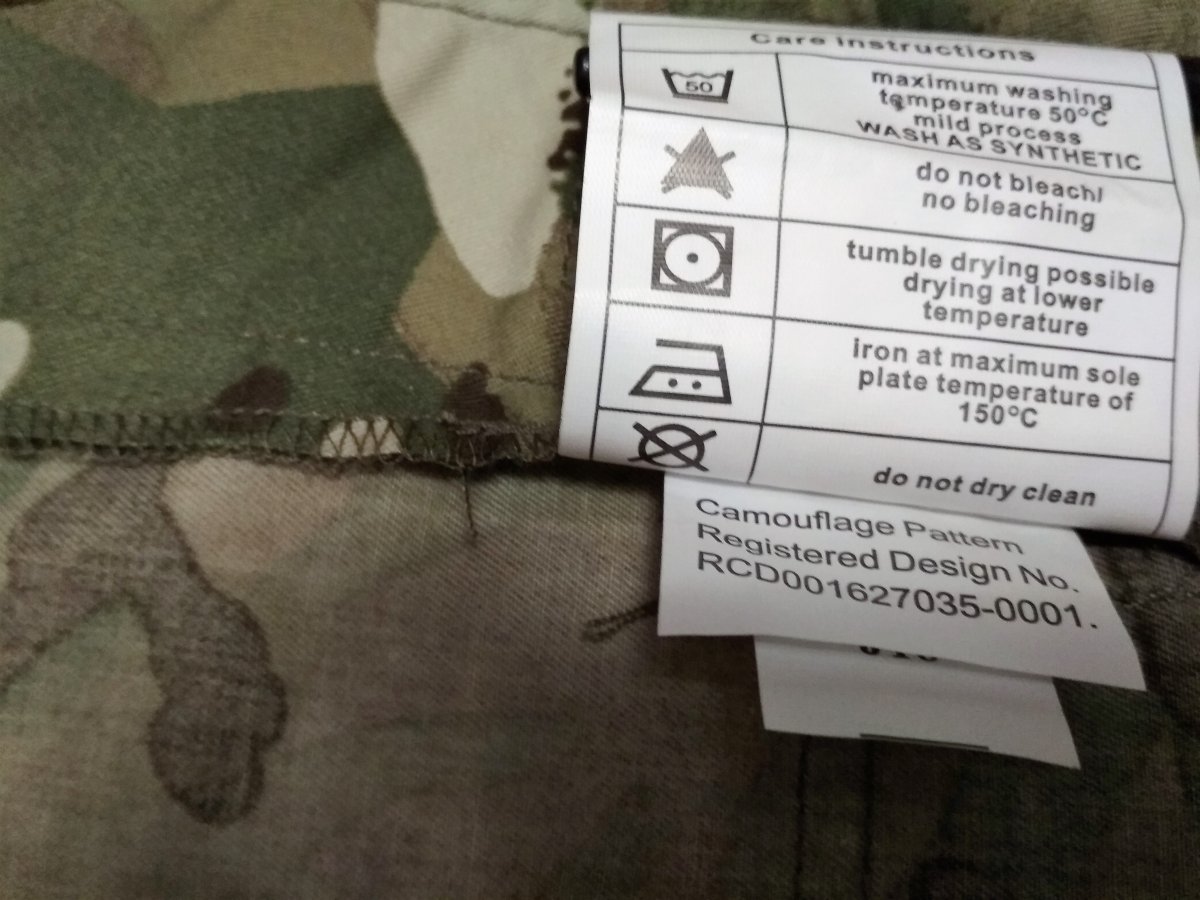 Care instructions
50
maximum washing
temperature 50°C
mild process
WASH AS SYNTHETIC
do not bleach/
no bleaching
tumble drying possible
drying at lower
temperature
iron at maximum sole
plate temperature of
150°C
do not dry clean
Camouflage Pattern
Registered Design No.
RCD001627035-0001.